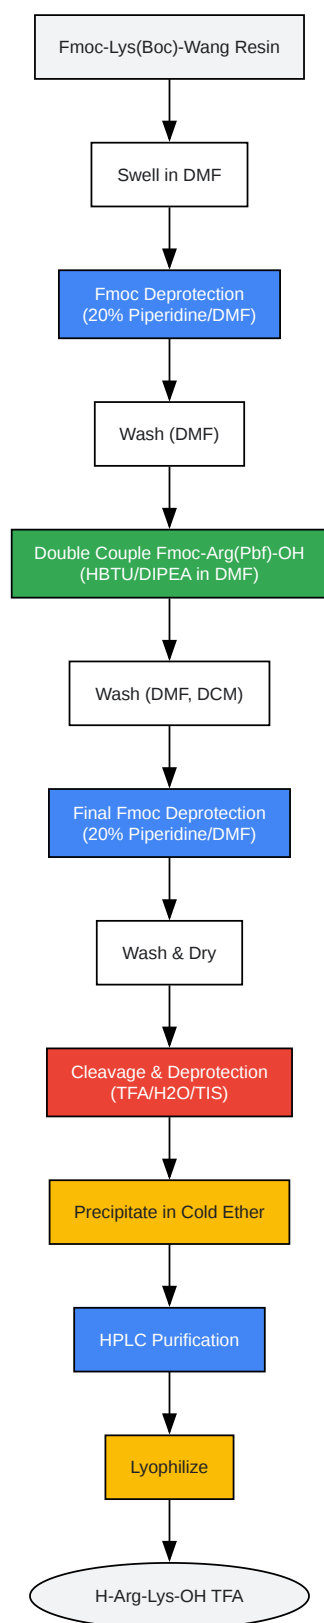 Fmoc-Lys(Boc)-Wang Resin
Swell in DMF
Fmoc Deprotection
(20% Piperidine/DMF)
Wash (DMF)
Double Couple Fmoc-Arg(Pbf)-OH
(HBTU/DIPEA in DMF)
Wash (DMF, DCM)
Final Fmoc Deprotection
(20% Piperidine/DMF)
Wash & Dry
Cleavage & Deprotection
(TFA/H2O/TIS)
Precipitate in Cold Ether
HPLC Purification
Lyophilize
H-Arg-Lys-OH TFA